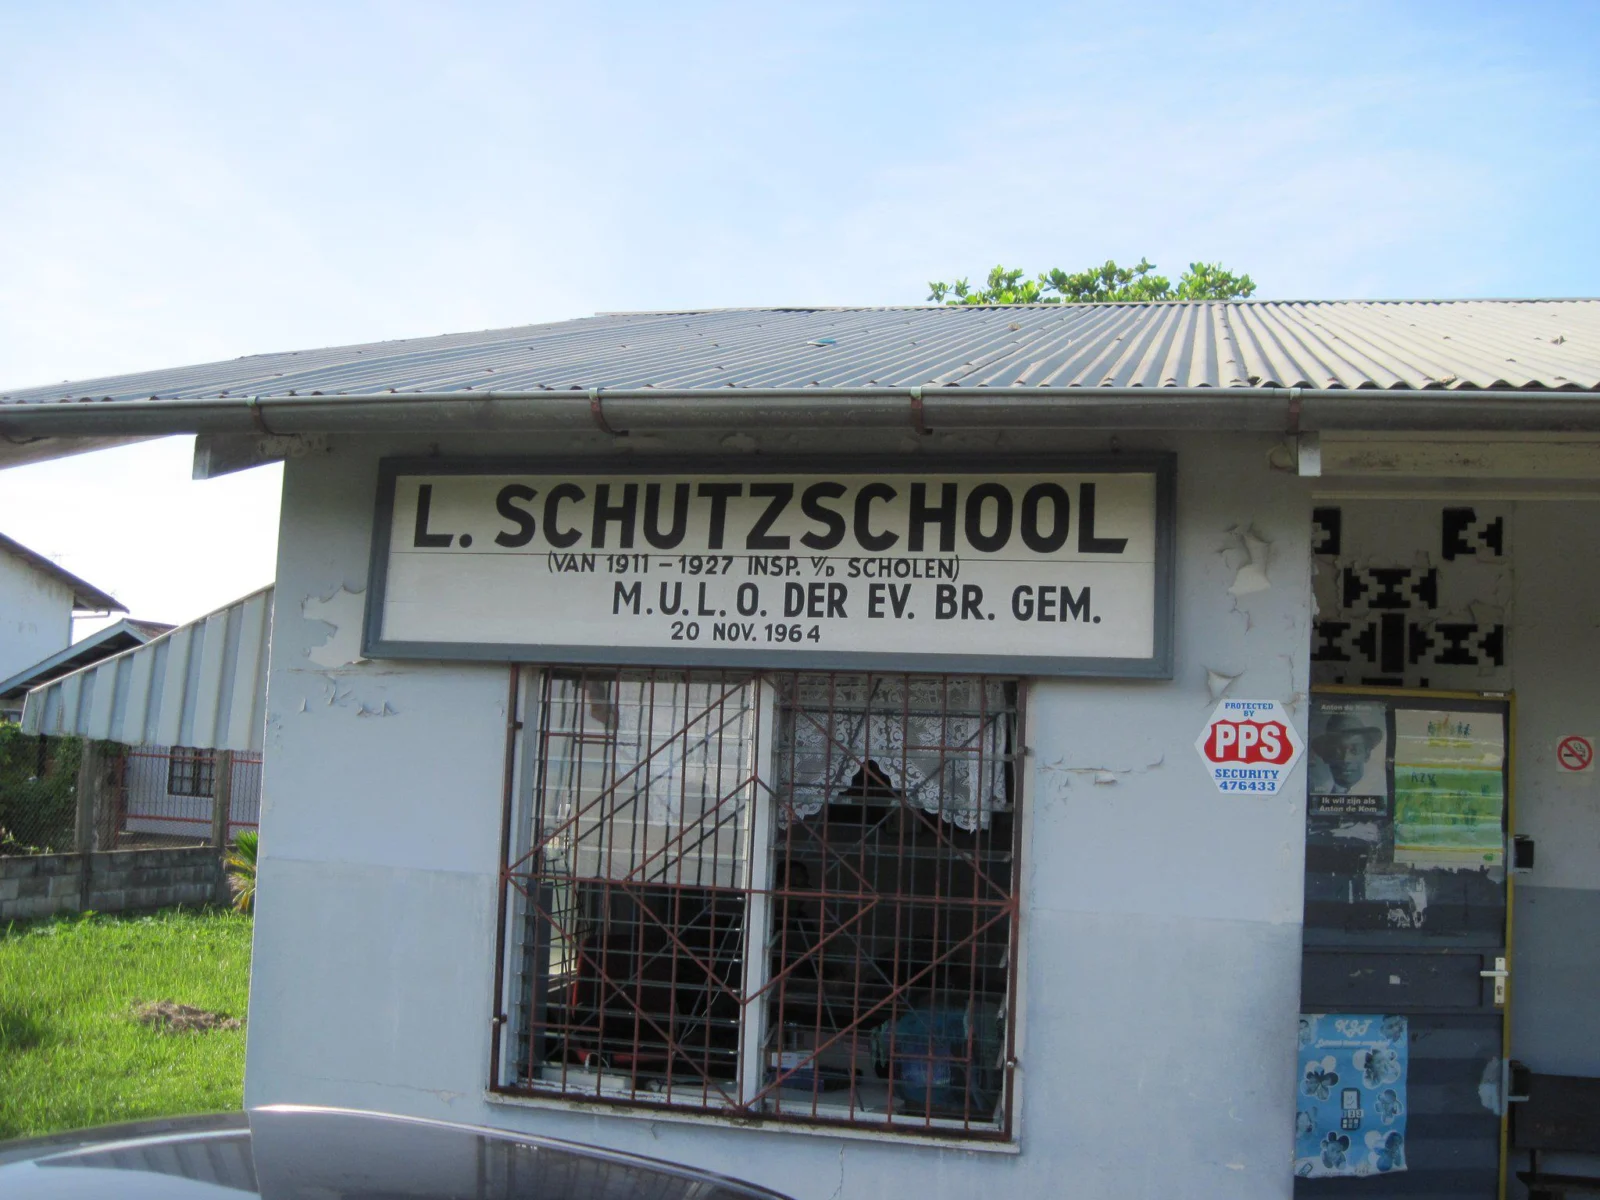 L. SCHUTZSCHOOL
(VAN 1911 – 1927 INSP. V/D SCHOLEN)
M.U.L.O. DER EV. BR. GEM.
20 NOV. 1964
PROTECTED
BY
PPS
SECURITY
476433
Anton de Kom
Ik wil zijn als
Anton de Kom